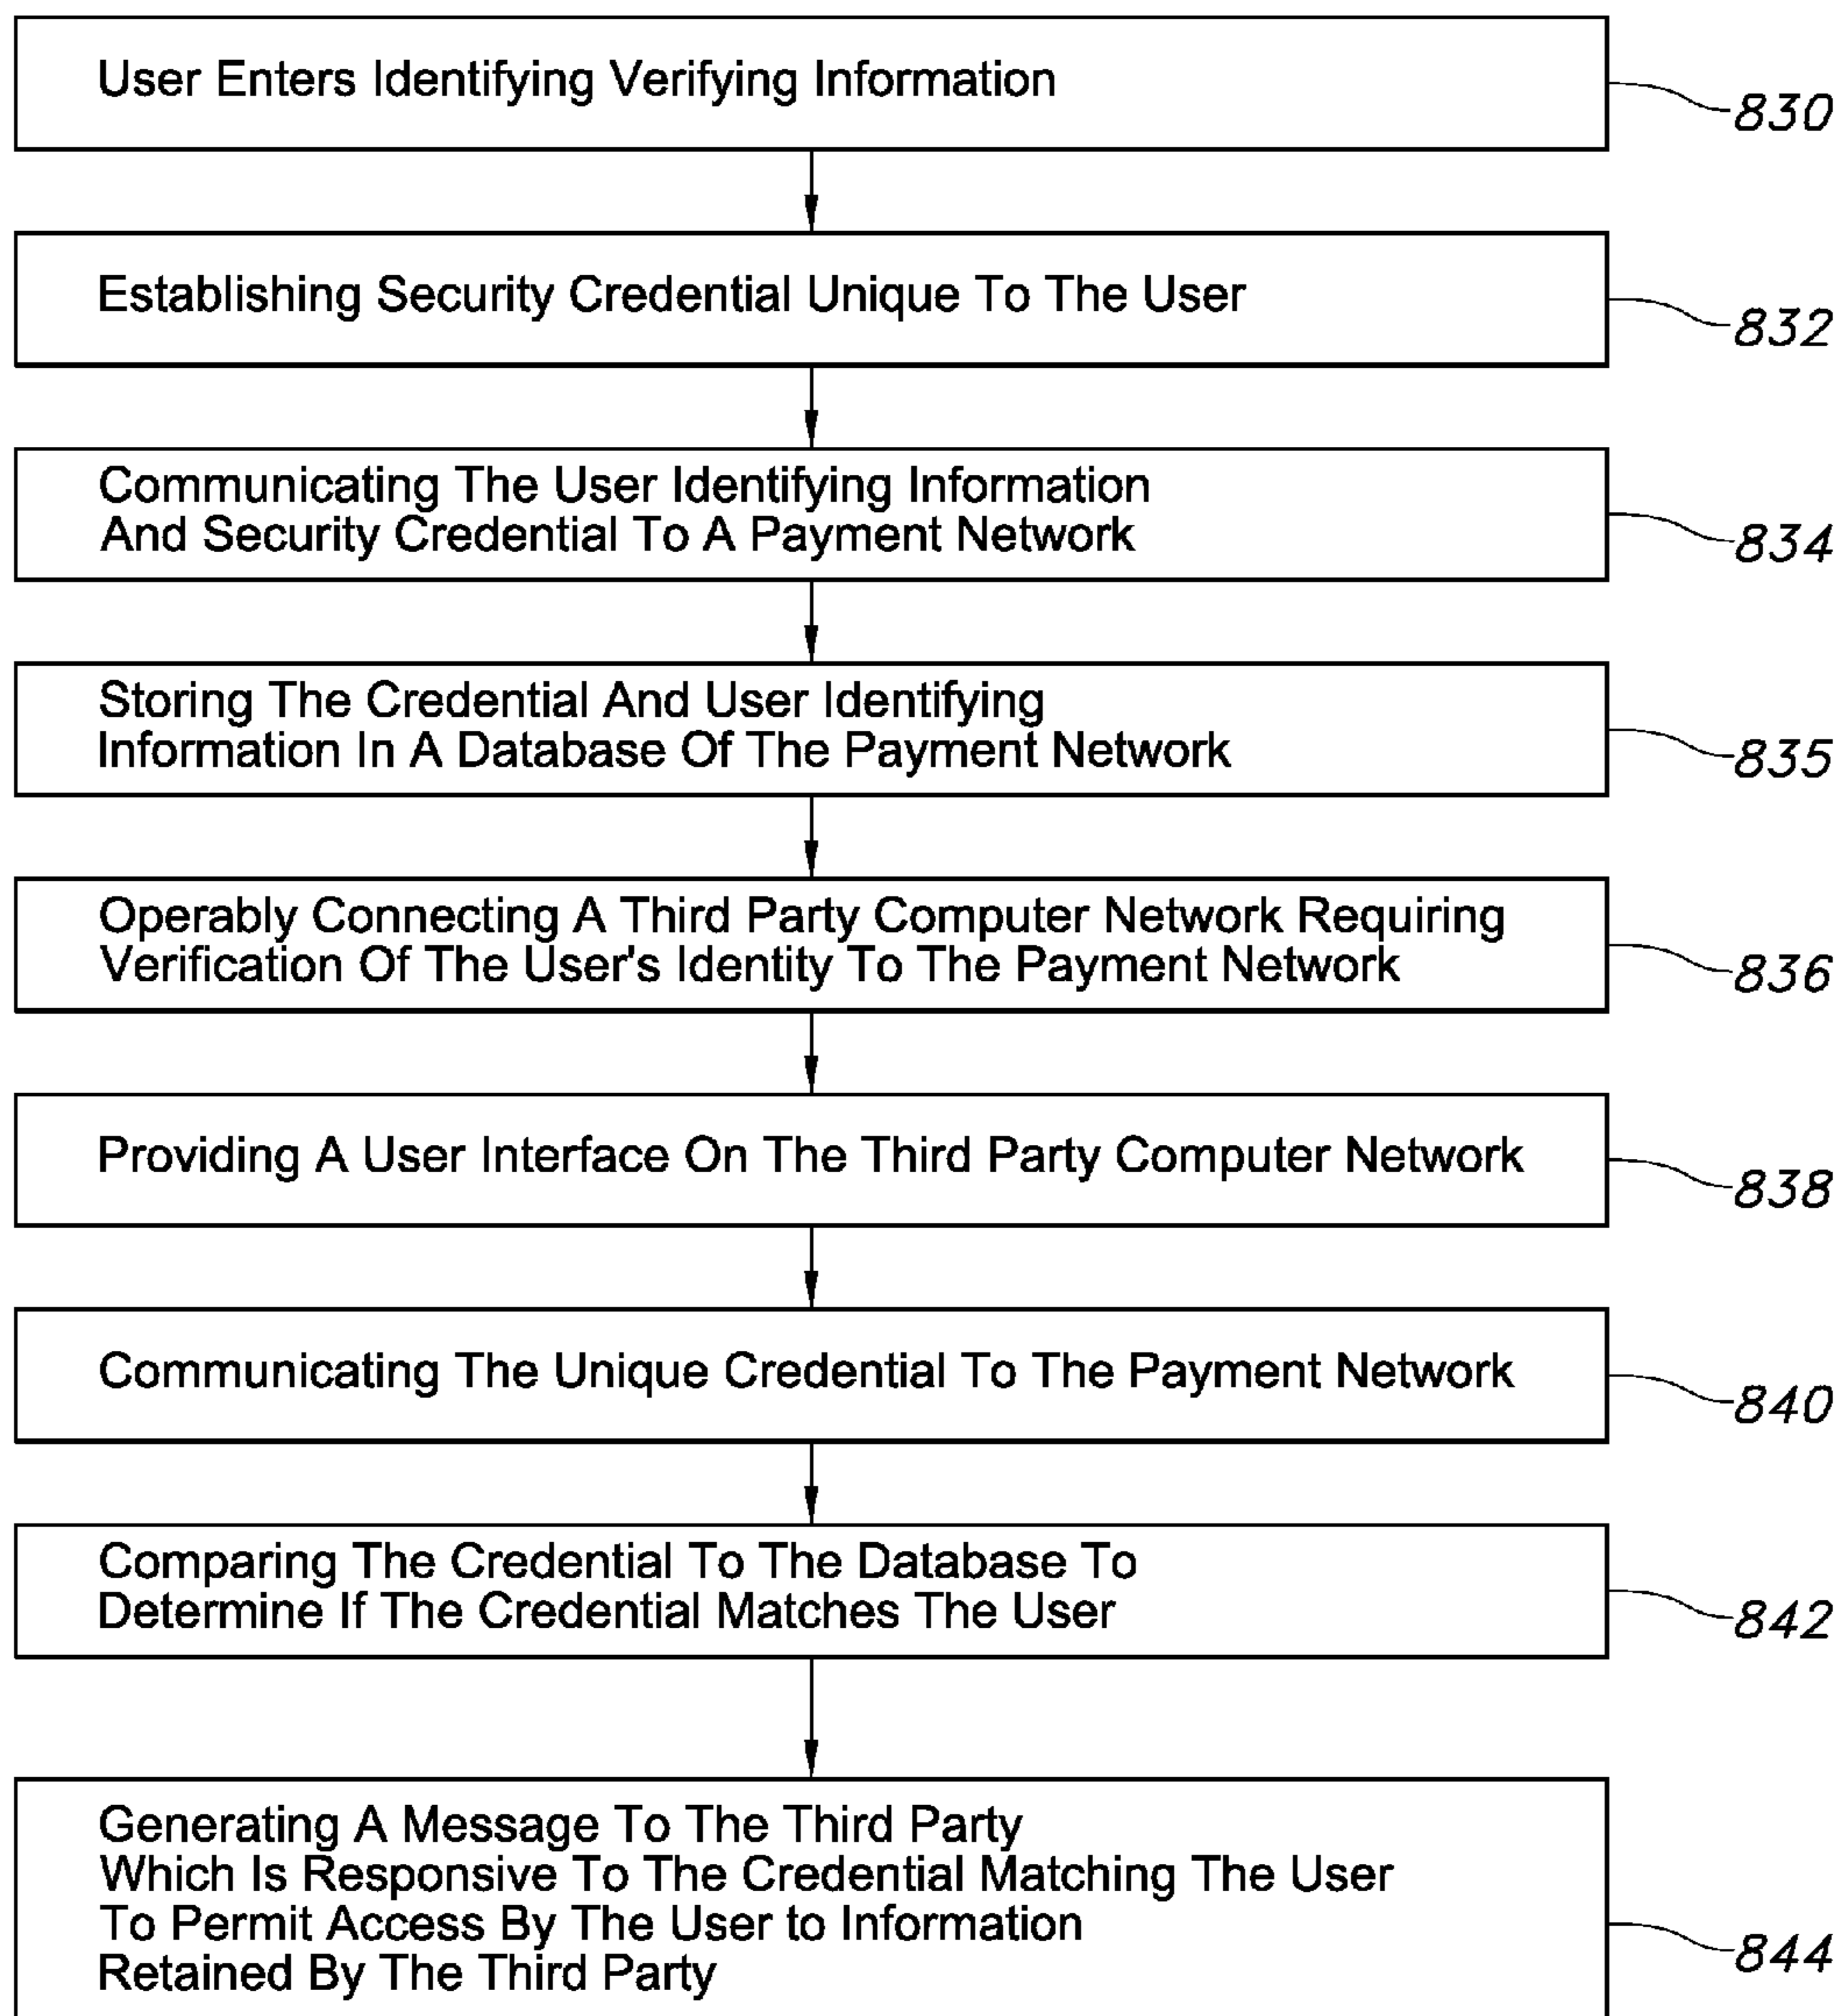 User Enters Identifying Verifying Information
830
Establishing Security Credential Unique To The User
832
Communicating The User Identifying Information
And Security Credential To A Payment Network
834
Storing The Credential And User Identifying
Information In A Database Of The Payment Network
835
Operably Connecting A Third Party Computer Network Requiring
Verification Of The User's Identity To The Payment Network
836
Providing A User Interface On The Third Party Computer Network
838
Communicating The Unique Credential To The Payment Network
840
Comparing The Credential To The Database To
Determine If The Credential Matches The User
842
Generating A Message To The Third Party
Which Is Responsive To The Credential Matching The User
To Permit Access By The User to Information
Retained By The Third Party
844